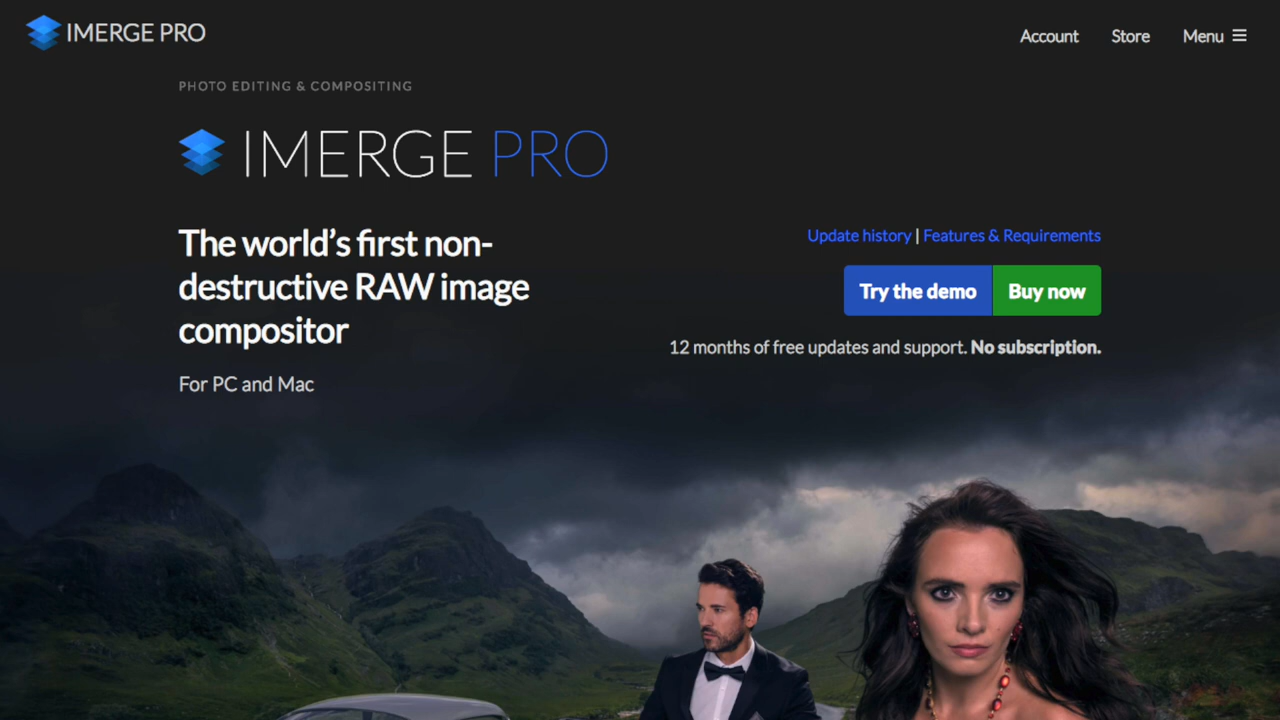 IMERGE PRO
Account
Store
Menu
PHOTO EDITING & COMPOSITING
IMERGE PRO
The world’s first non-
destructive RAW image
compositor
For PC and Mac
Update history | Features & Requirements
Try the demo
Buy now
12 months of free updates and support. No subscription.